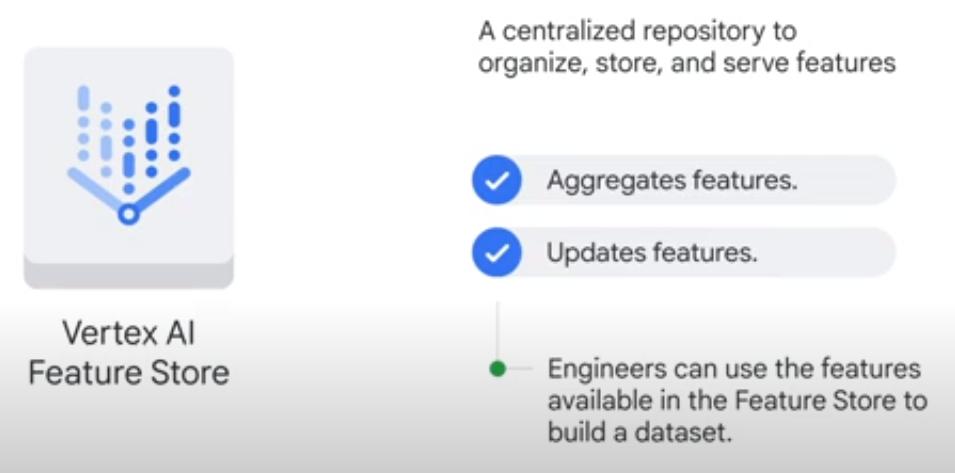 A centralized repository to
organize, store, and serve features
Aggregates features.
Updates features.
Vertex AI
Feature Store
Engineers can use the features
available in the Feature Store to
build a dataset.